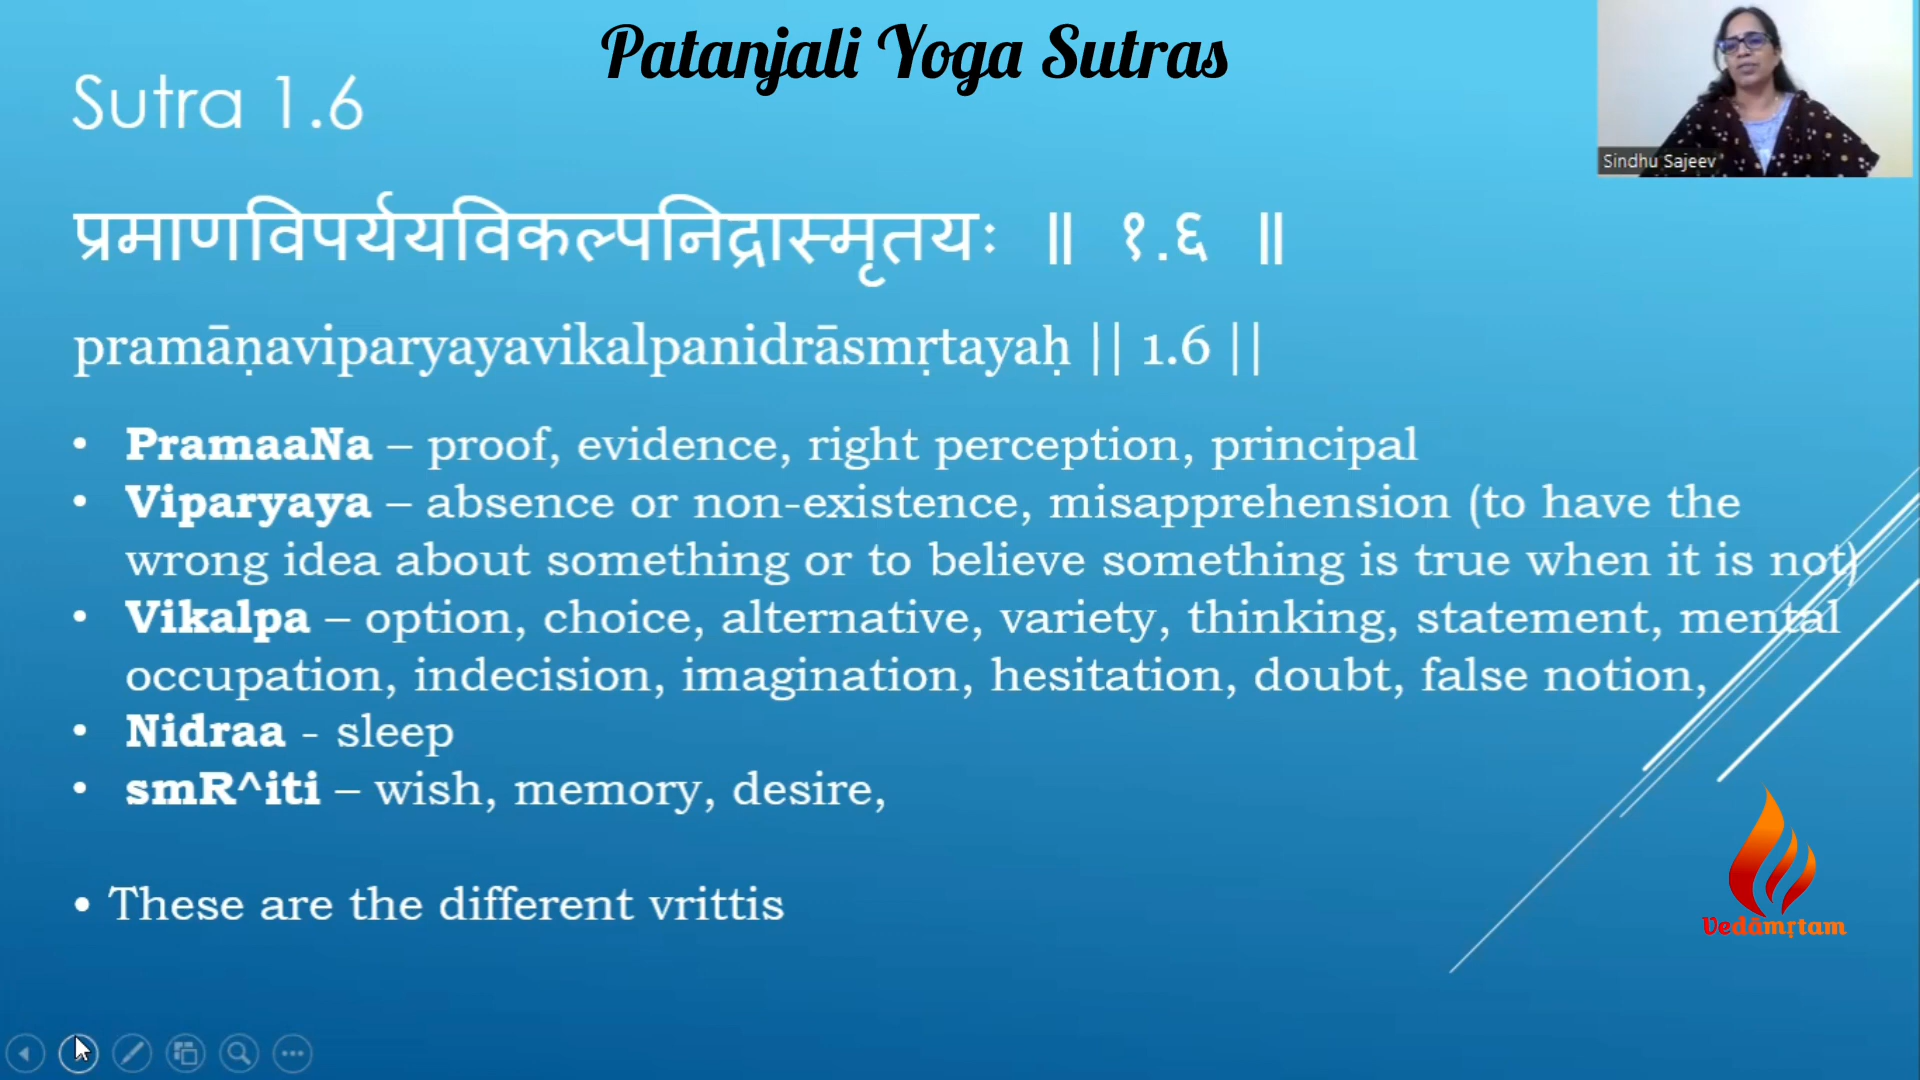 Patanjali Yoga Sutras
Sutra 1.6
Sindhu Sajeev
प्रमाणविपर्ययविकल्पनिद्रास्मृतयः ॥ १.६ ॥
pramāṇaviparyayavikalpanidrāsmṛtayaḥ || 1.6 ||
• PramaaNa – proof, evidence, right perception, principal
• Viparyaya – absence or non-existence, misapprehension (to have the
wrong idea about something or to believe something is true when it is not)
• Vikalpa – option, choice, alternative, variety, thinking, statement, mental
occupation, indecision, imagination, hesitation, doubt, false notion,
• Nidraa - sleep
• smR^iti – wish, memory, desire,
• These are the different vrittis
Vedāmṛtam